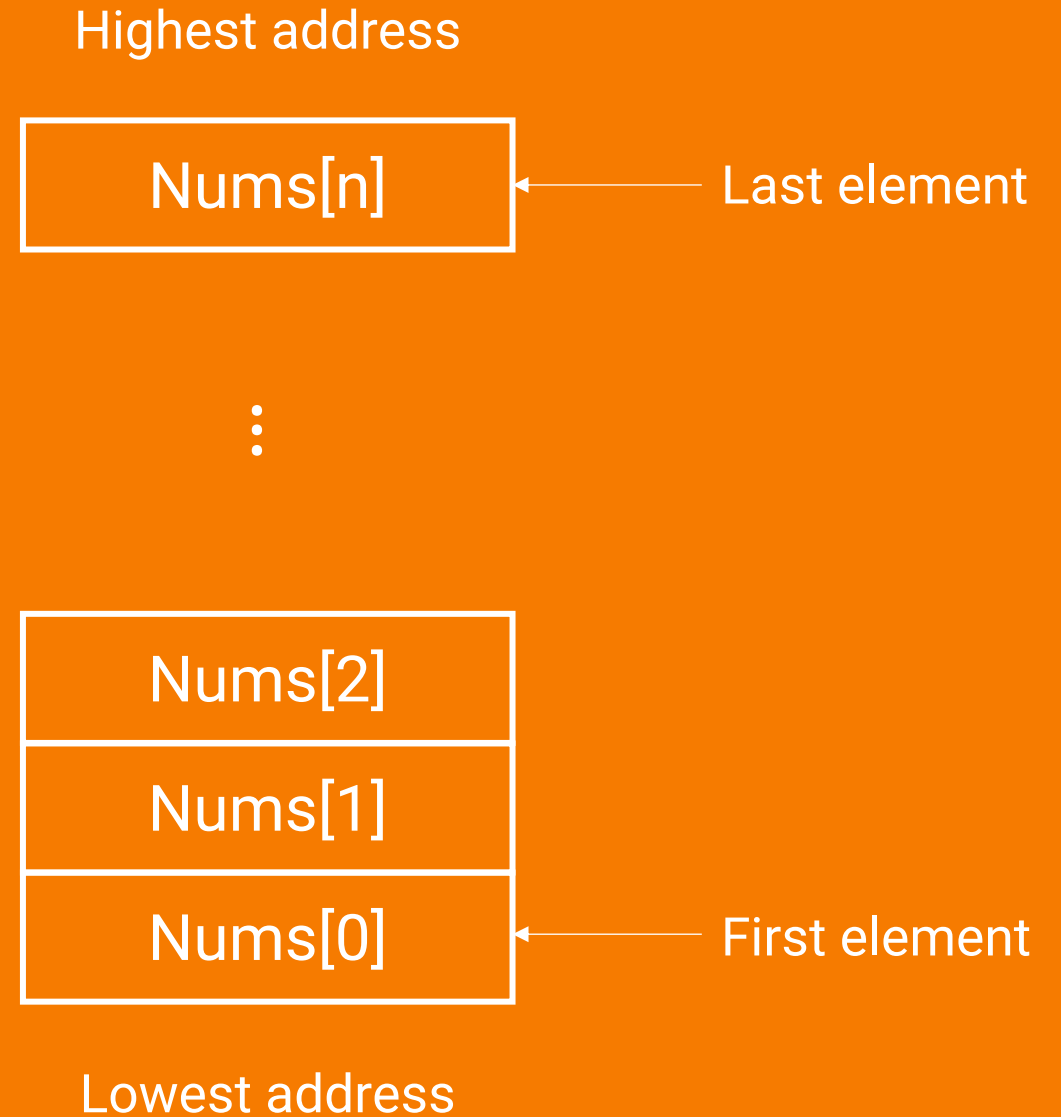 Highest address
Nums[n]
Last element
Nums[2]
Nums[1]
Nums[0]
First element
Lowest address